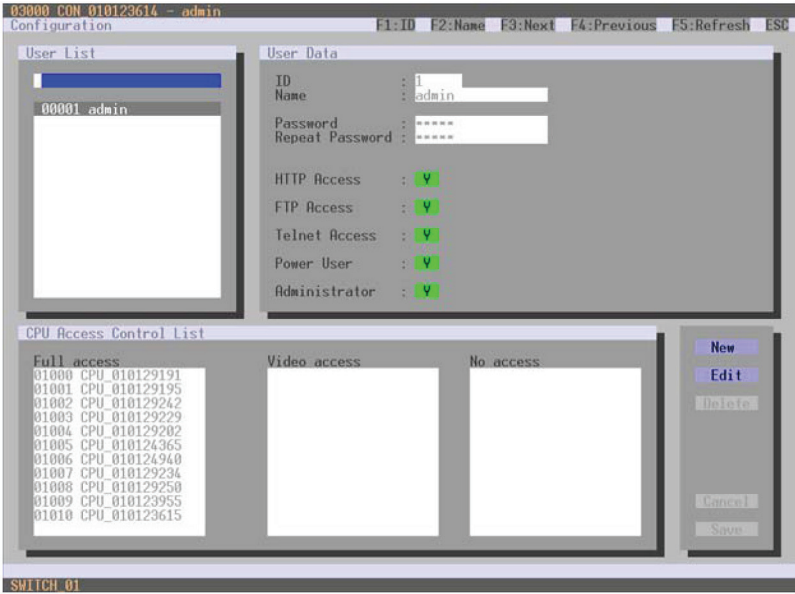 03000 CON 010123614 - admin
Configuration F1:ID F2:Name F3:Next F4:Previous F5:Refresh ESC
User List
00001 admin
User Data
ID : 1
Name : admin
Password : *****
Repeat Password : *****
HTTP Access : Y
FTP Access : Y
Telnet Access : Y
Power User : Y
Administrator : Y
CPU Access Control List
Full access
01000 CPU_010129191
01001 CPU_010129195
01002 CPU_010129242
01003 CPU_010129229
01004 CPU_010129202
01005 CPU_010124365
01006 CPU_010124940
01007 CPU_010129234
01008 CPU_010129250
01009 CPU_010123955
01010 CPU_010123615
Video access
No access
New
Edit
Delete
Cancel
Save
SWITCH_01